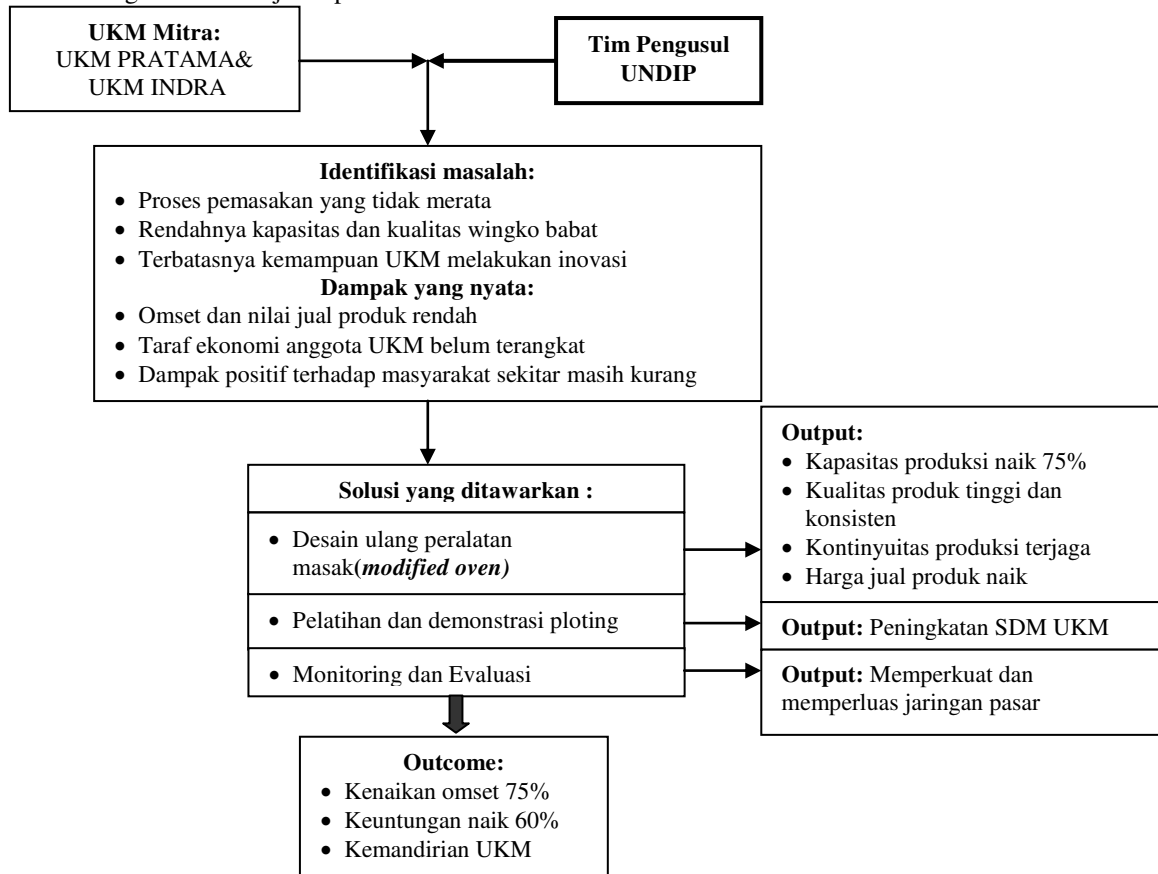 UKM Mitra:
UKM PRATAMA&
UKM INDRA
Tim Pengusul
UNDIP
Identifikasi masalah:
• Proses pemasakan yang tidak merata
• Rendahnya kapasitas dan kualitas wingko babat
• Terbatasnya kemampuan UKM melakukan inovasi
Dampak yang nyata:
• Omset dan nilai jual produk rendah
• Taraf ekonomi anggota UKM belum terangkat
• Dampak positif terhadap masyarakat sekitar masih kurang
Solusi yang ditawarkan :
• Desain ulang peralatan
masak(modified oven)
• Pelatihan dan demonstrasi ploting
• Monitoring dan Evaluasi
Output:
• Kapasitas produksi naik 75%
• Kualitas produk tinggi dan
konsisten
• Kontinyuitas produksi terjaga
• Harga jual produk naik
Output: Peningkatan SDM UKM
Output: Memperkuat dan
memperluas jaringan pasar
Outcome:
• Kenaikan omset 75%
• Keuntungan naik 60%
• Kemandirian UKM